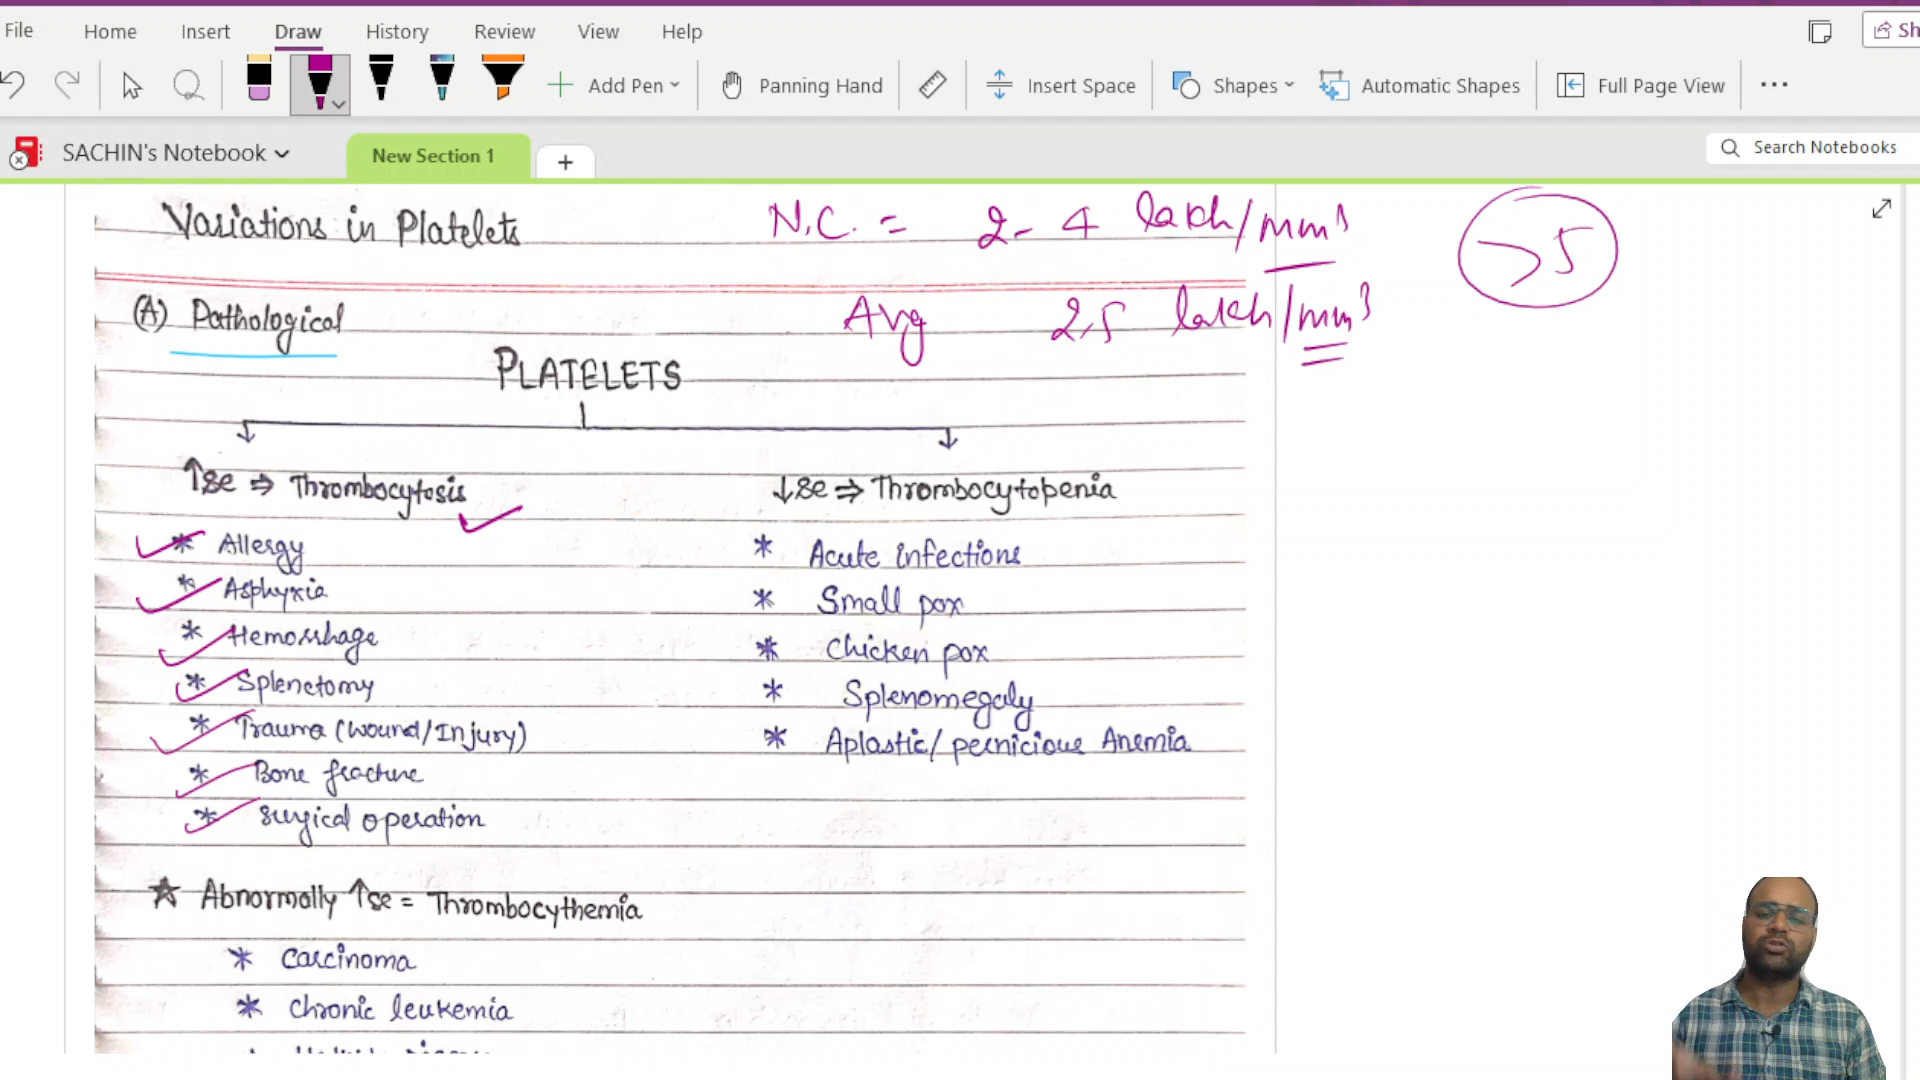 File Home Insert Draw History Review View Help Sh
Add Pen Panning Hand Insert Space Shapes Automatic Shapes Full Page View
SACHIN's Notebook New Section 1 + Search Notebooks
Variations in Platelets
N.C. = 2-4 lakh/mm³
>5
(A) Pathological
Avg 2.5 lakh/mm³
PLATELETS
↑se ⇒ Thrombocytosis
* Allergy
* Asphyxia
* Hemorrhage
* Splenctomy
* Trauma (Wound/Injury)
* Bone fracture
* Surgical operation
↓se ⇒ Thrombocytopenia
* Acute infections
* Small pox
* Chicken pox
* Splenomegaly
* Aplastic/ pernicious Anemia
☆ Abnormally ↑se = Thrombocythemia
* Carcinoma
* Chronic leukemia